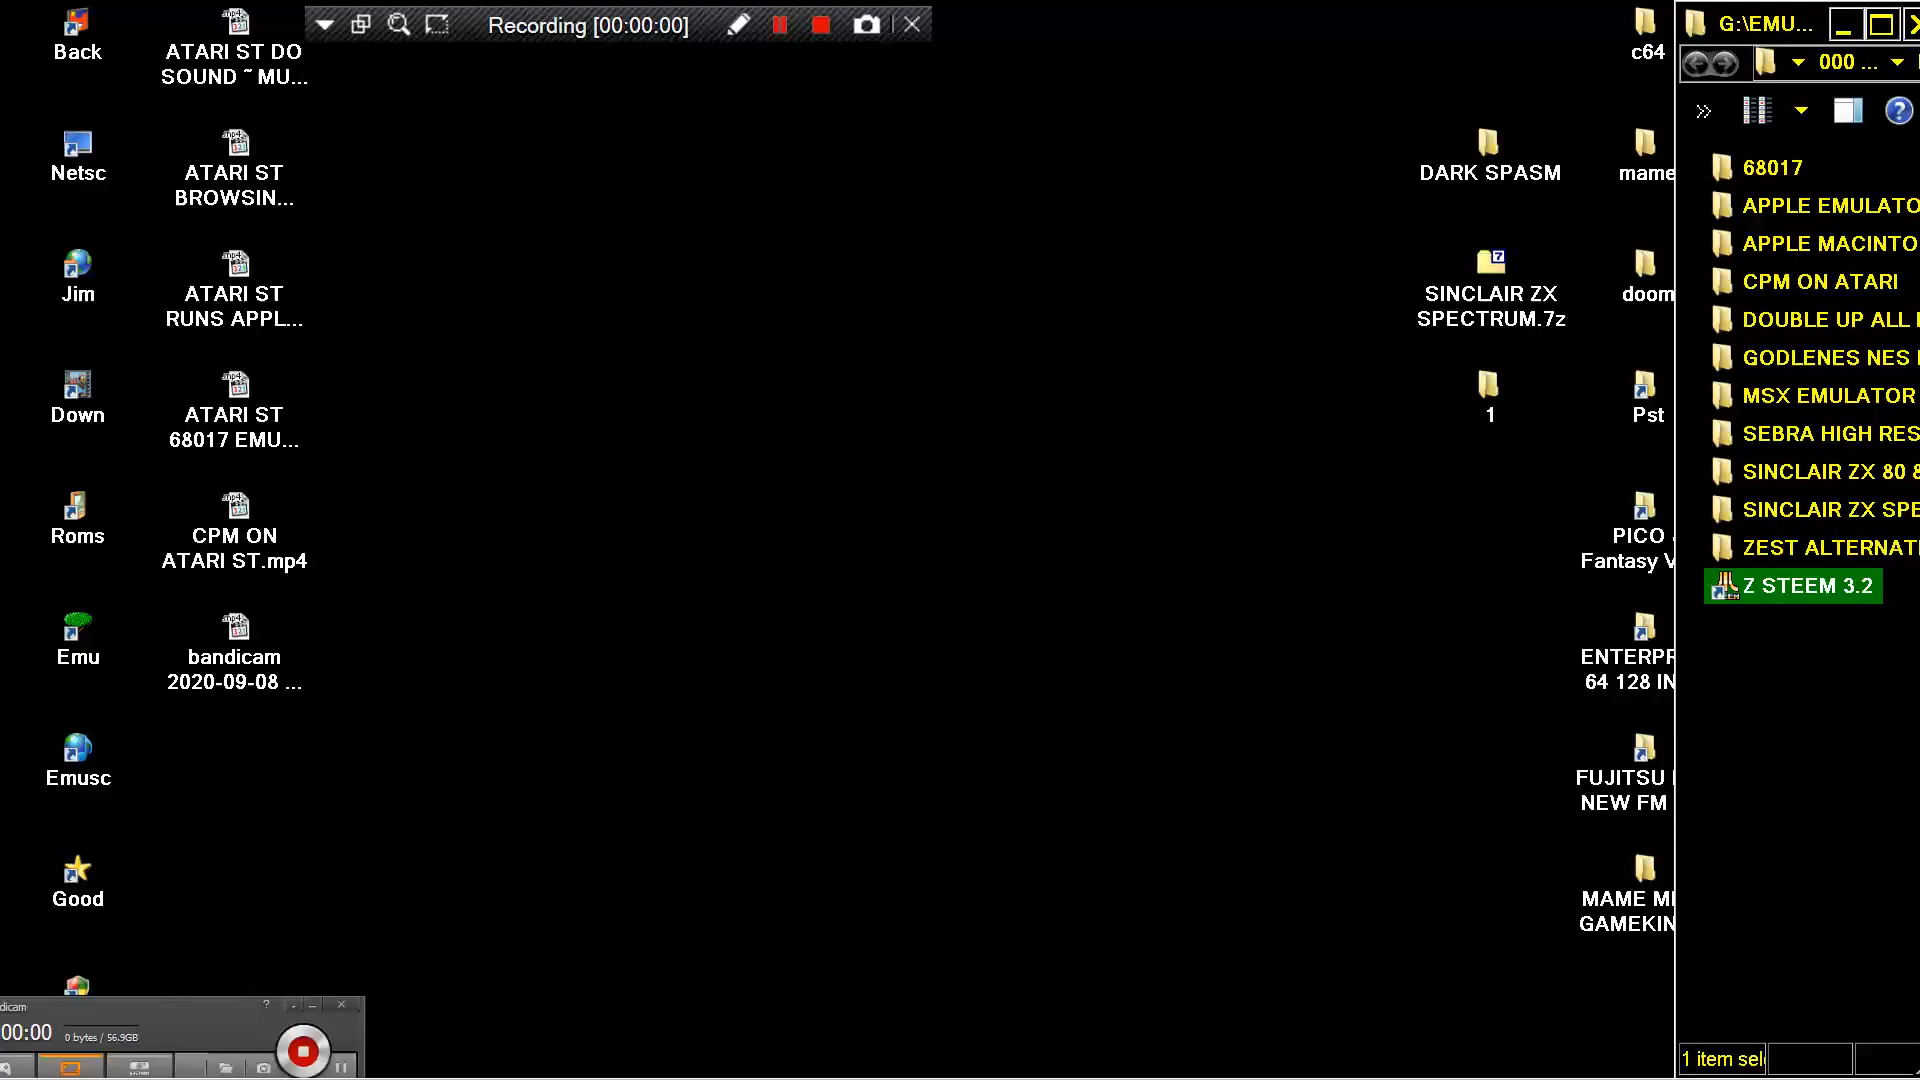 Back
ATARI ST DO
SOUND ~ MU...
Recording [00:00:00]
c64
G:\EMU...
000 ...
Netsc
ATARI ST
BROWSIN...
DARK SPASM
mame
68017
APPLE EMULATO
APPLE MACINTO
CPM ON ATARI
DOUBLE UP ALL
GODLENES NES
MSX EMULATOR
SEBRA HIGH RES
SINCLAIR ZX 80 8
SINCLAIR ZX SPE
ZEST ALTERNATI
Z STEEM 3.2
Jim
ATARI ST
RUNS APPL...
SINCLAIR ZX
SPECTRUM.7z
doom
Down
ATARI ST
68017 EMU...
1
Pst
Roms
CPM ON
ATARI ST.mp4
PICO
Fantasy V
Emu
bandicam
2020-09-08 ...
ENTERPR
64 128 IN
Emusc
FUJITSU
NEW FM
Good
MAME M
GAMEKIN
dicam
00:00
0 bytes / 56.9GB
1 item sel